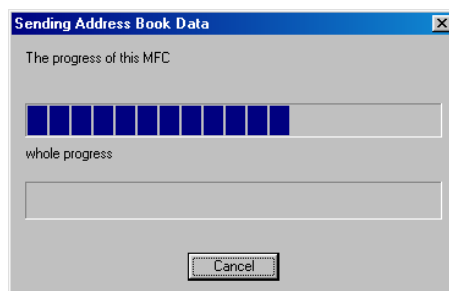 Sending Address Book Data
The progress of this MFC
whole progress
Cancel